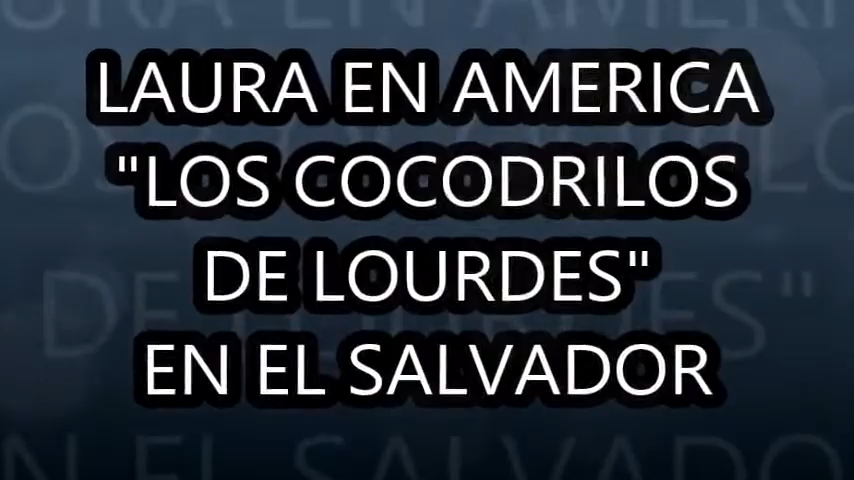 LAURA EN AMERICA
"LOS COCODRILOS
DE LOURDES"
EN EL SALVADOR